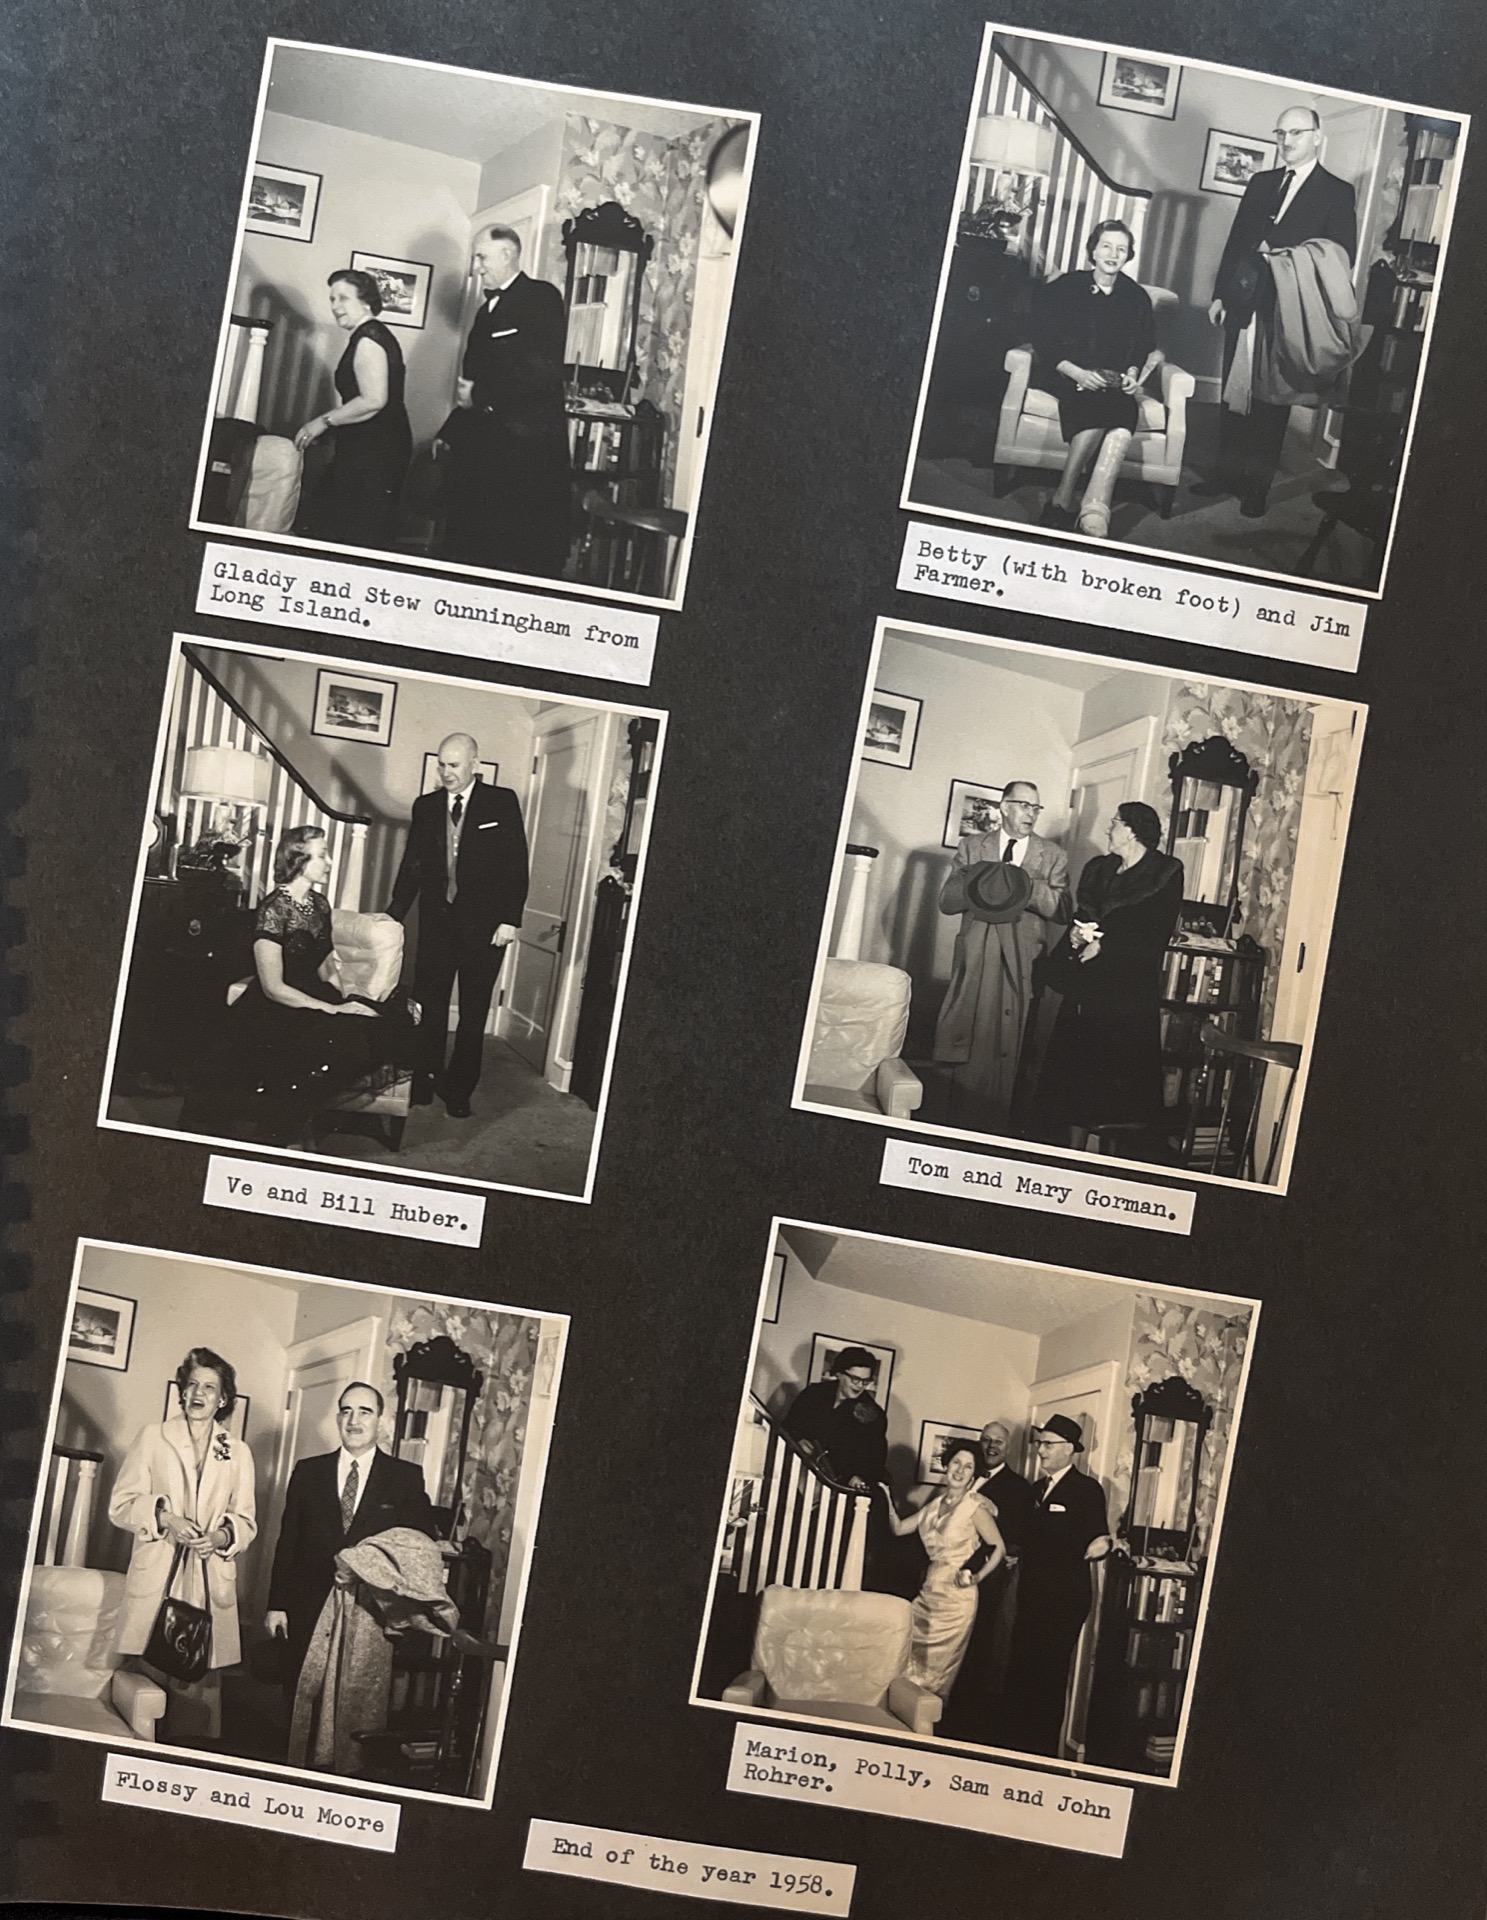 Gladdy and Stew Cunningham from
Long Island.
Betty (with broken foot) and Jim
Farmer.
Ve and Bill Huber.
Tom and Mary Gorman.
Flossy and Lou Moore
Marion, Polly, Sam and John
Rohrer.
End of the year 1958.